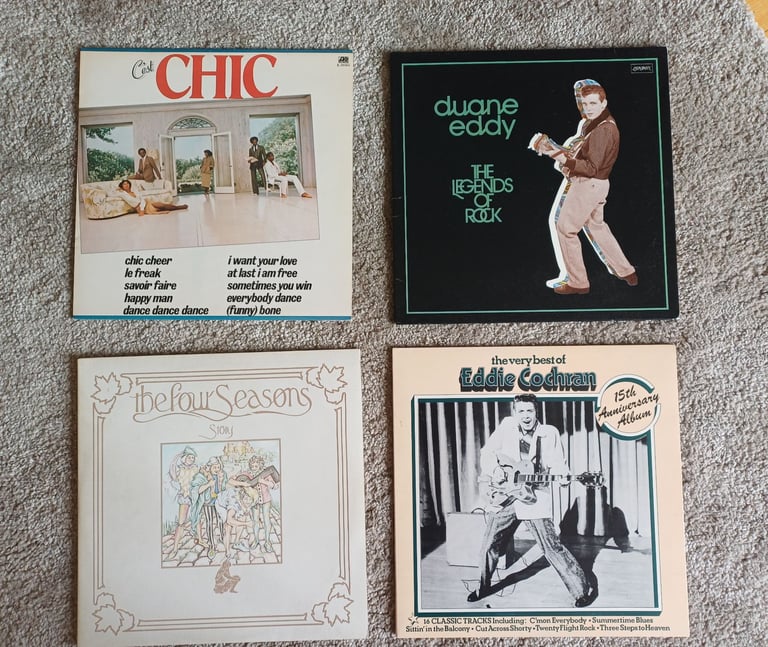 C'est CHIC
chic cheer
le freak
savoir faire
happy man
dance dance dance
i want your love
at last i am free
sometimes you win
everybody dance
(funny) bone
duane
eddy
THE
LEGENDS
OF
ROCK
LONDON
the Four Seasons
Story
the very best of
Eddie Cochran
15th
Anniversary
Album
16 CLASSIC TRACKS Including: C'mon Everybody • Summertime Blues
Sittin' in the Balcony • Cut Across Shorty • Twenty Flight Rock • Three Steps to Heaven